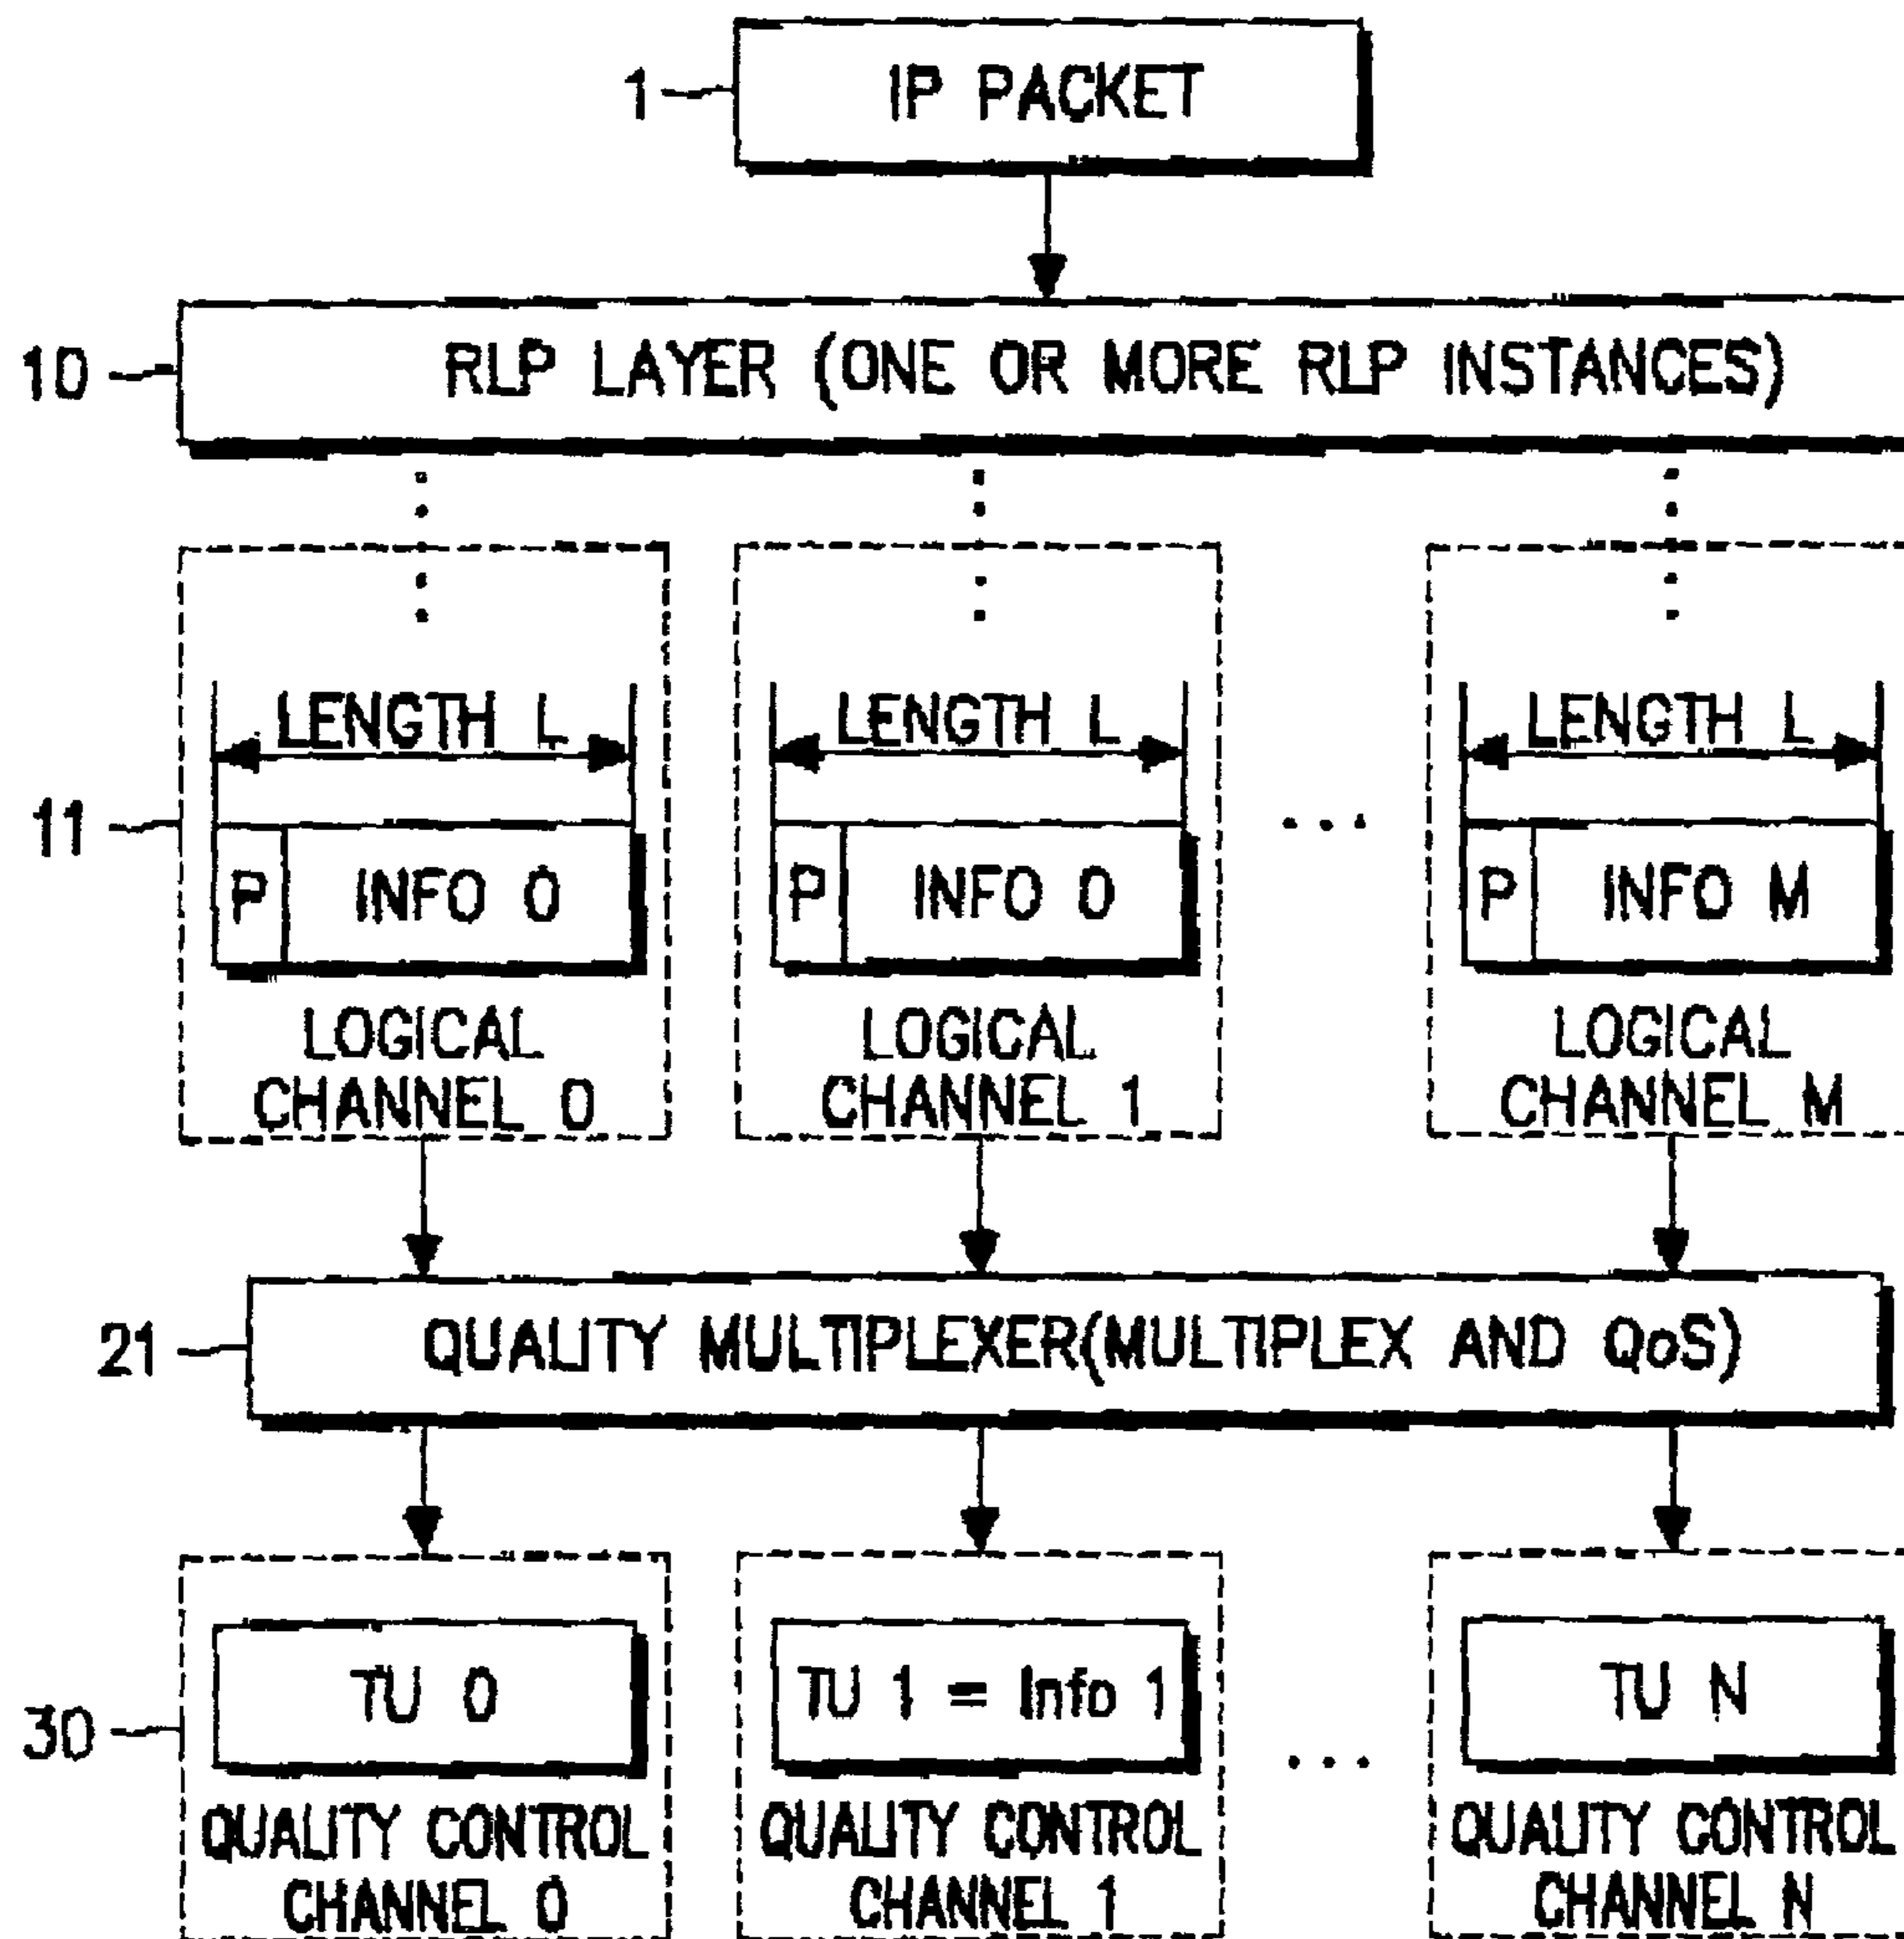 1
IP PACKET
10
RLP LAYER (ONE OR MORE RLP INSTANCES)
LENGTH L
LENGTH L
LENGTH L
11
P INFO 0
P INFO 0
...
P INFO M
LOGICAL
CHANNEL 0
LOGICAL
CHANNEL 1
LOGICAL
CHANNEL M
21
QUALITY MULTIPLEXER(MULTIPLEX AND QoS)
30
TU 0
TU 1 = Info 1
...
TU N
QUALITY CONTROL
CHANNEL 0
QUALITY CONTROL
CHANNEL 1
QUALITY CONTROL
CHANNEL N